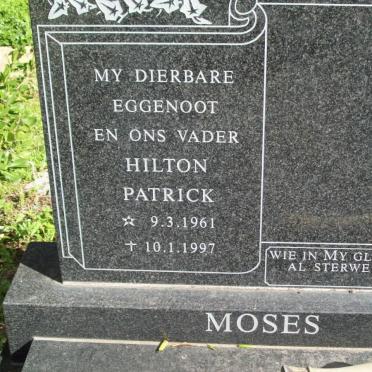 MY DIERBARE
EGGENOOT
EN ONS VADER
HILTON
PATRICK
☆ 9.3.1961
† 10.1.1997
WIE IN MY GL
AL STERWE
MOSES